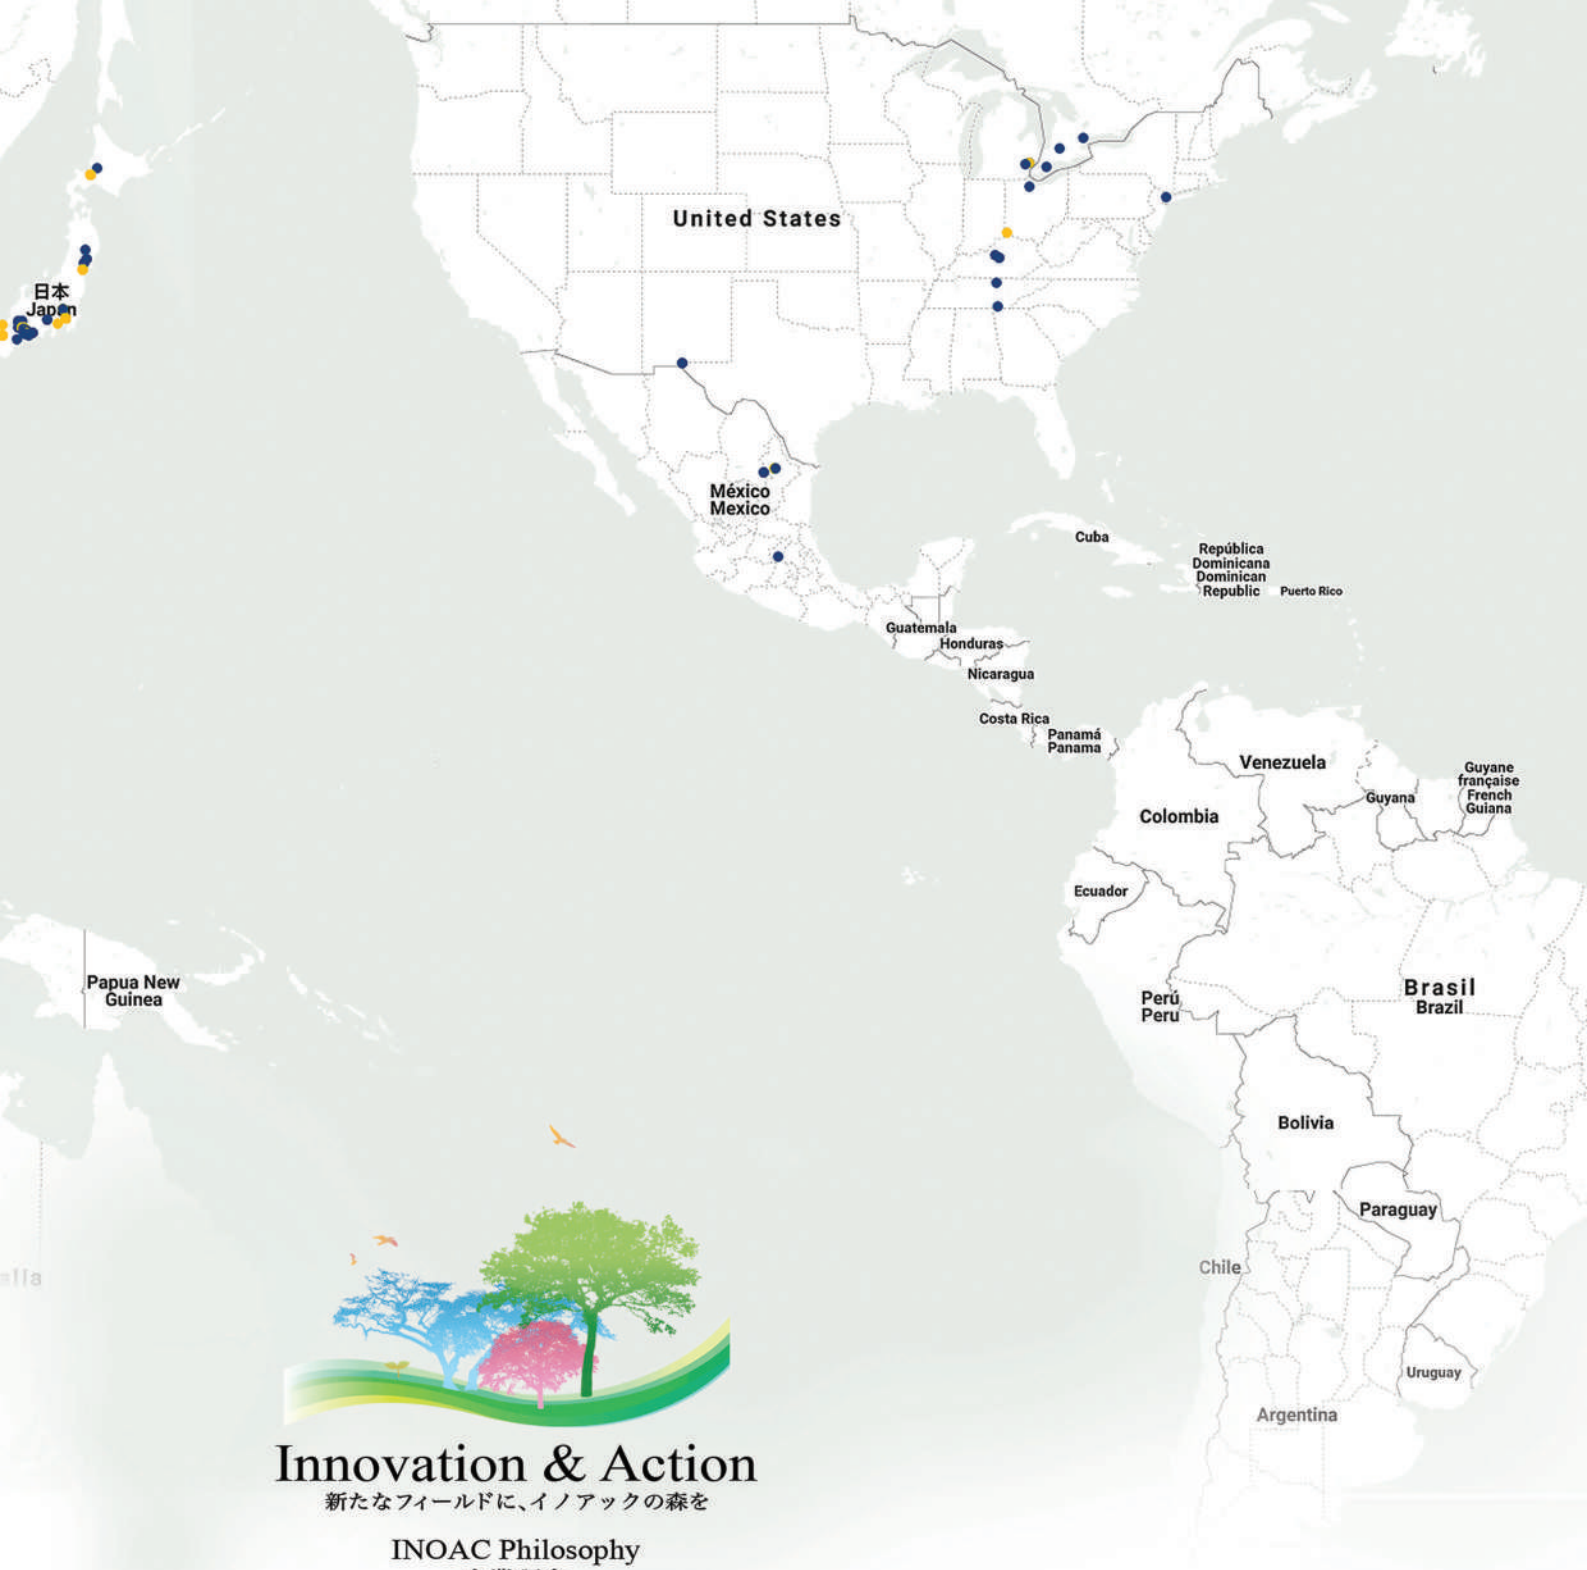 United States
日本
Japan
México
Mexico
Cuba
República
Dominicana
Dominican
Republic
Puerto Rico
Guatemala
Honduras
Nicaragua
Costa Rica
Panamá
Panama
Venezuela
Guyana
Guyane
française
French
Guiana
Colombia
Ecuador
Papua New
Guinea
Perú
Peru
Brasil
Brazil
Bolivia
Paraguay
Chile
Uruguay
Argentina
Innovation & Action
新たなフィールドに、イノアックの森を
INOAC Philosophy